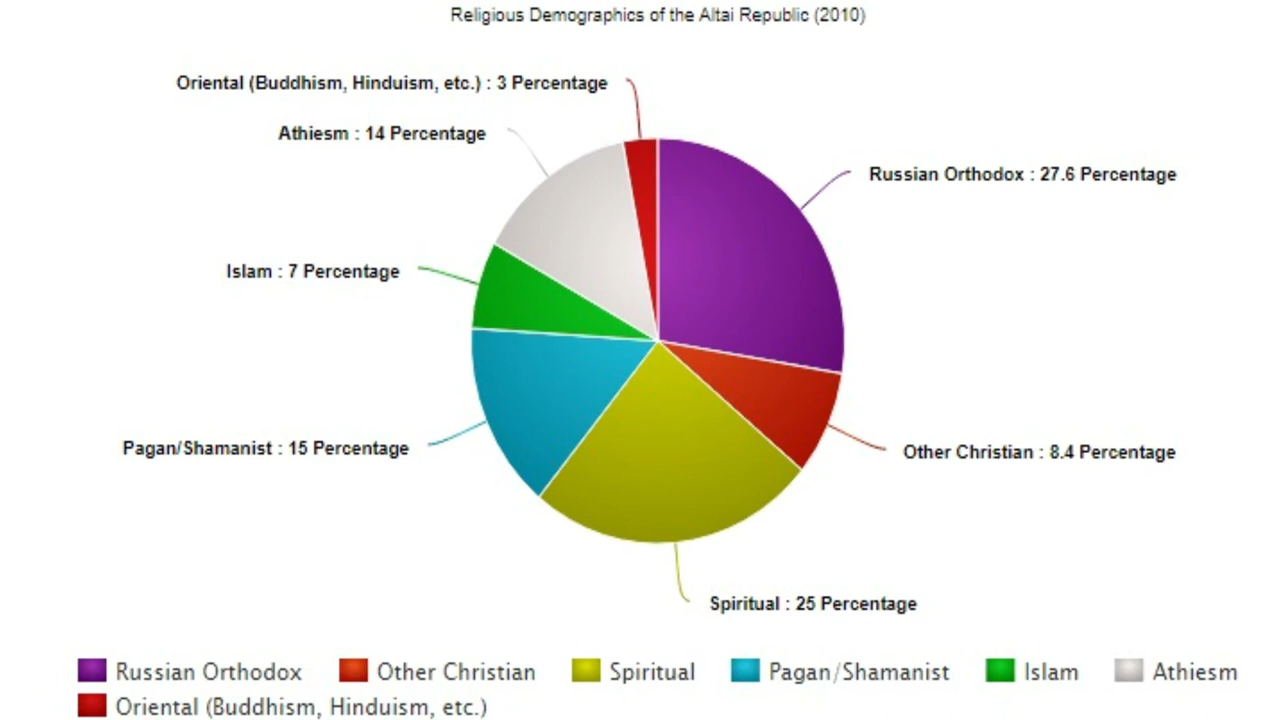 Religious Demographics of the Altai Republic (2010)
Oriental (Buddhism, Hinduism, etc.) : 3 Percentage
Athiesm : 14 Percentage
Russian Orthodox : 27.6 Percentage
Islam : 7 Percentage
Pagan/Shamanist : 15 Percentage
Other Christian : 8.4 Percentage
Spiritual : 25 Percentage
Russian Orthodox Other Christian Spiritual Pagan/Shamanist Islam Athiesm
Oriental (Buddhism, Hinduism, etc.)